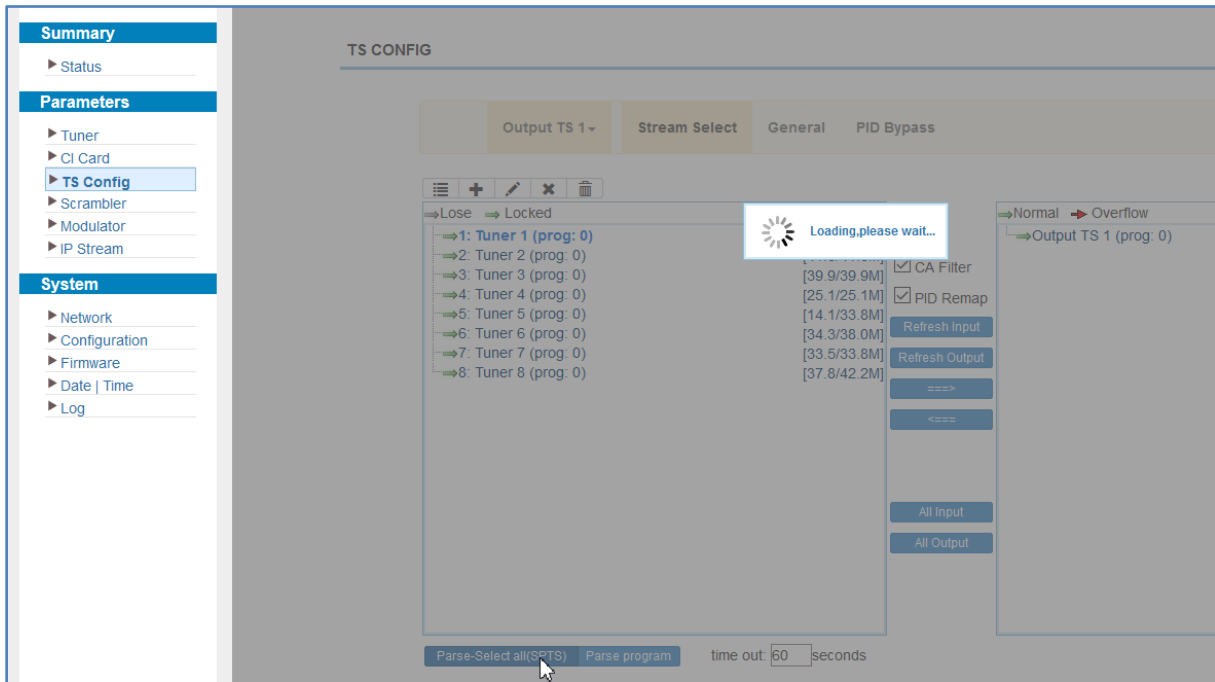 Summary
Status
Parameters
Tuner
CI Card
TS Config
Scrambler
Modulator
IP Stream
System
Network
Configuration
Firmware
Date | Time
Log
TS CONFIG
Output TS 1
Stream Select
General
PID Bypass
Lose Locked
1: Tuner 1 (prog: 0)
2: Tuner 2 (prog: 0)
3: Tuner 3 (prog: 0) [39.9/39.9M]
4: Tuner 4 (prog: 0) [25.1/25.1M]
5: Tuner 5 (prog: 0) [14.1/33.8M]
6: Tuner 6 (prog: 0) [34.3/38.0M]
7: Tuner 7 (prog: 0) [33.5/33.8M]
8: Tuner 8 (prog: 0) [37.8/42.2M]
Loading,please wait...
CA Filter
PID Remap
Refresh Input
Refresh Output
===>
<===
All Input
All Output
Normal Overflow
Output TS 1 (prog: 0)
Parse-Select all(SPTS)
Parse program
time out: 60 seconds